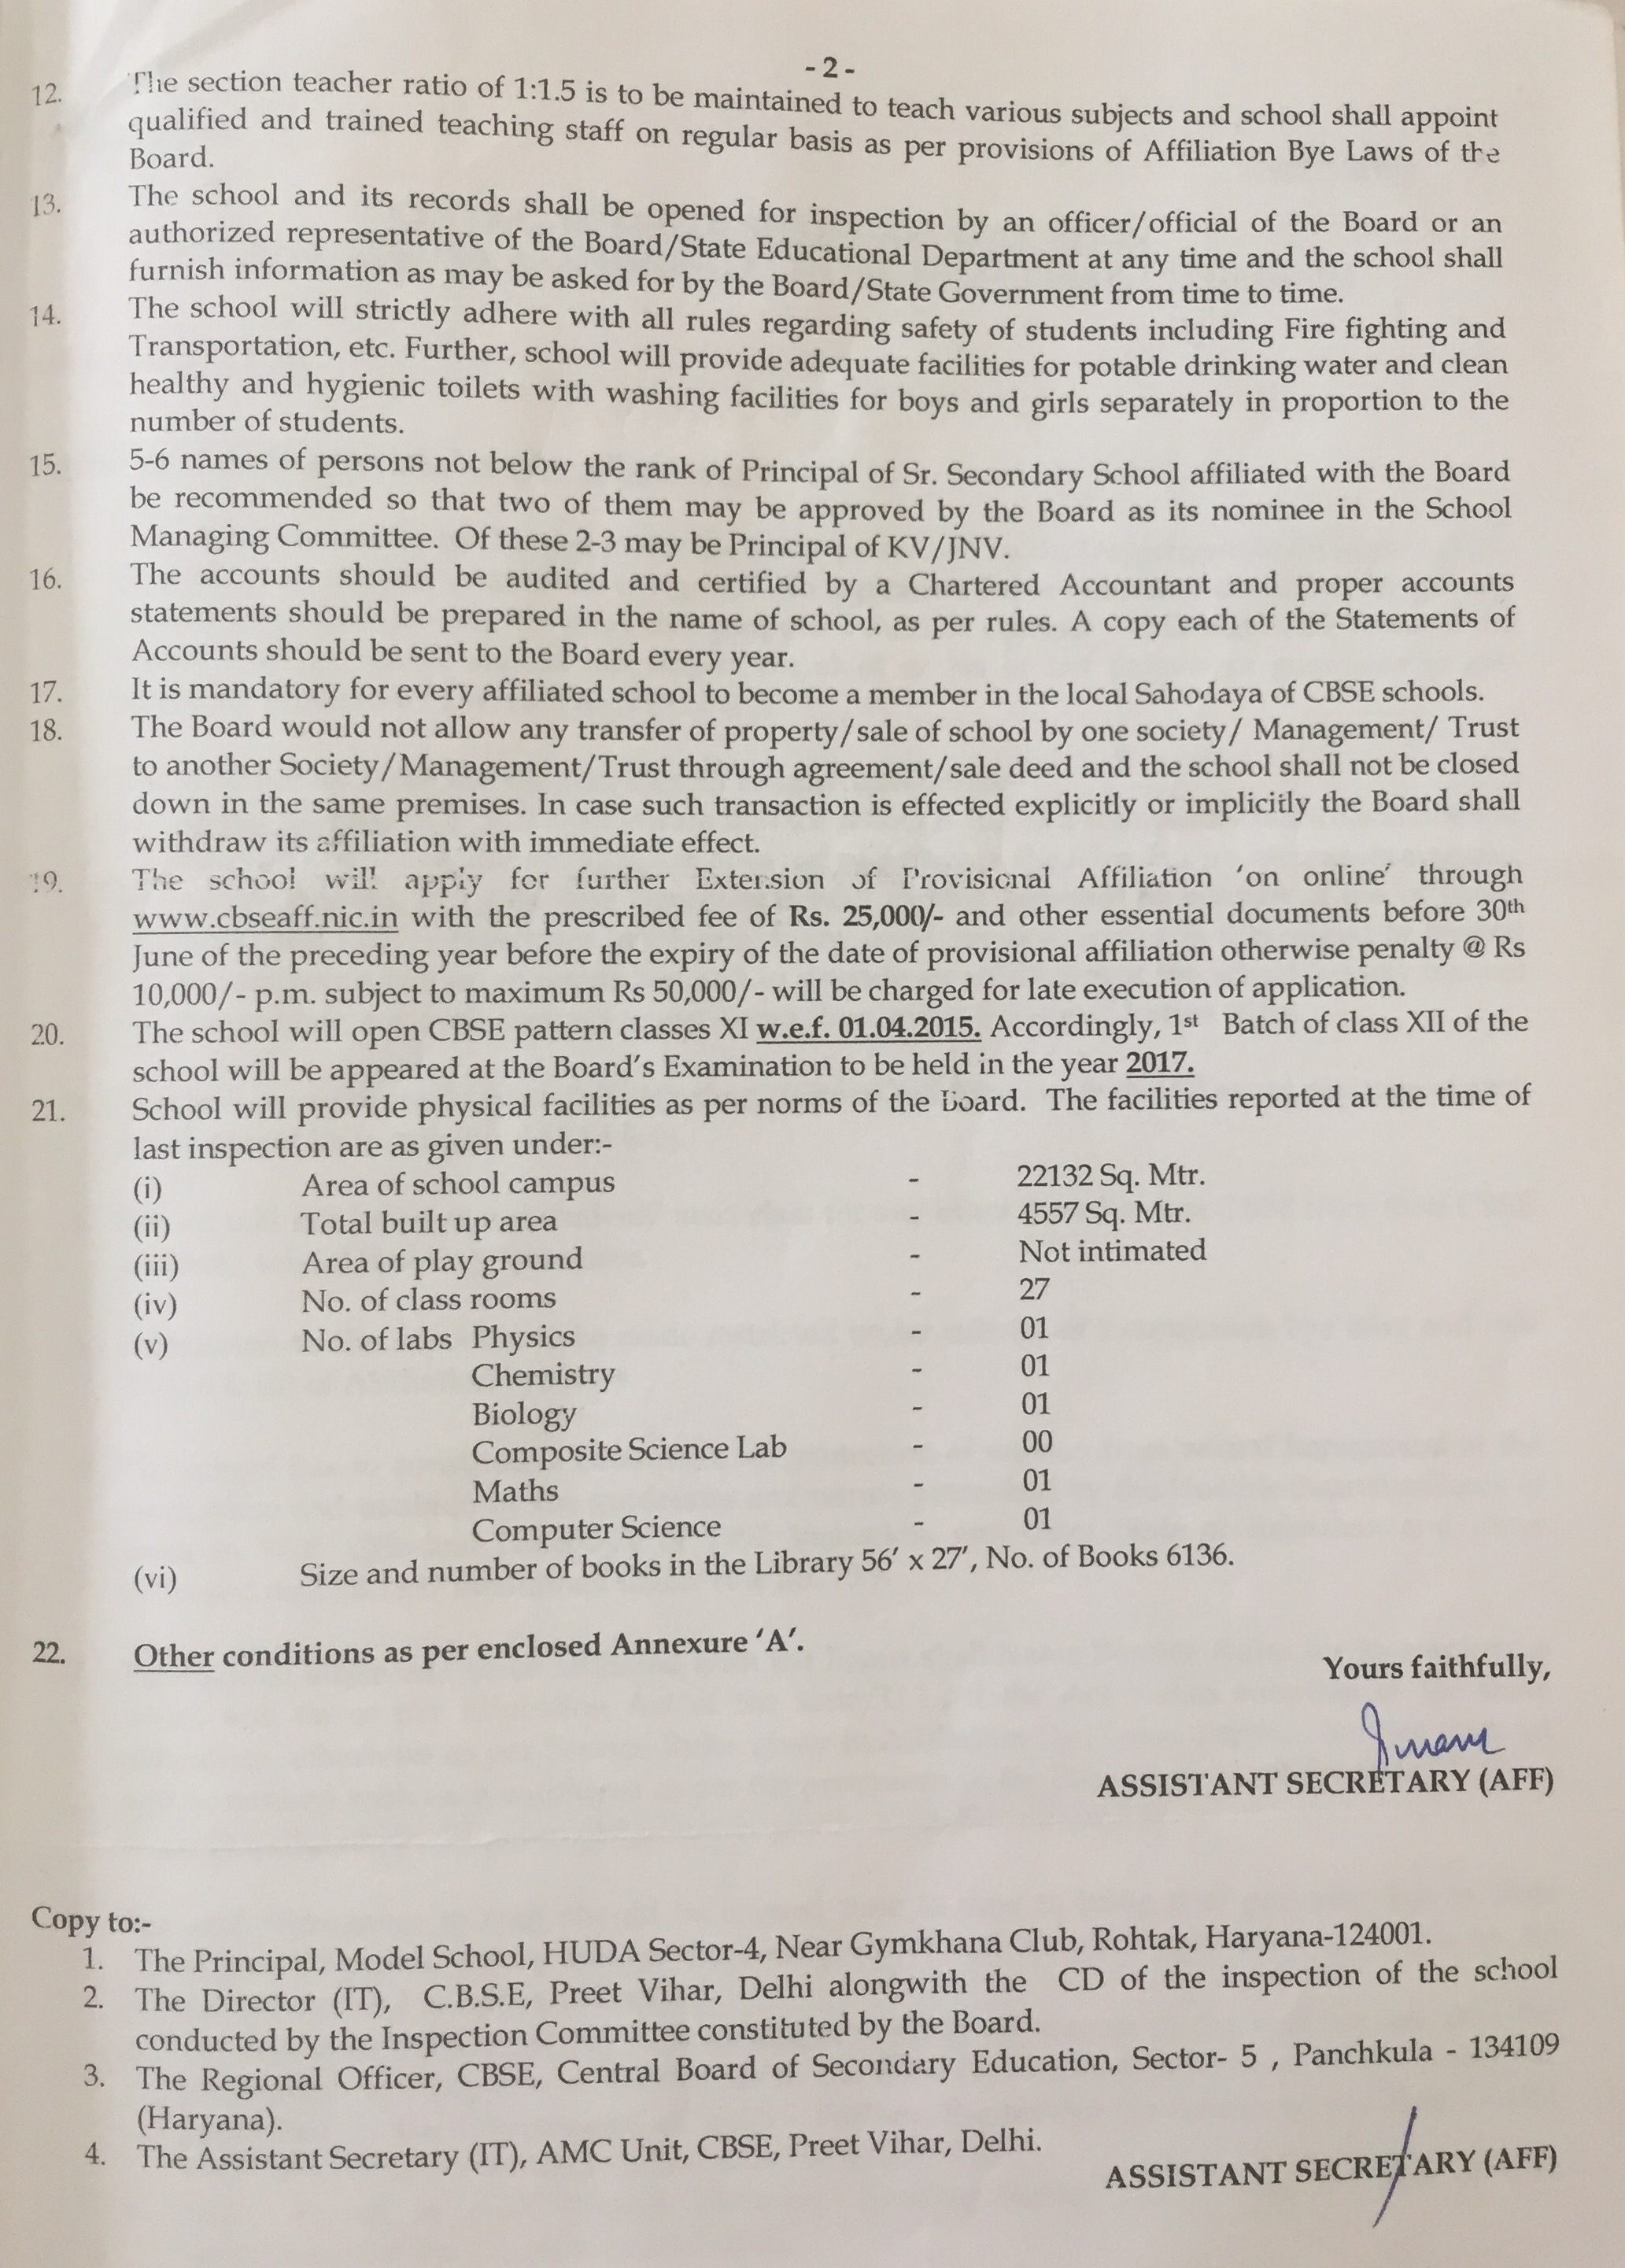 - 2 -
12. The section teacher ratio of 1:1.5 is to be maintained to teach various subjects and school shall appoint
qualified and trained teaching staff on regular basis as per provisions of Affiliation Bye Laws of the
Board.
13. The school and its records shall be opened for inspection by an officer/official of the Board or an
authorized representative of the Board/State Educational Department at any time and the school shall
furnish information as may be asked for by the Board/State Government from time to time.
14. The school will strictly adhere with all rules regarding safety of students including Fire fighting and
Transportation, etc. Further, school will provide adequate facilities for potable drinking water and clean
healthy and hygienic toilets with washing facilities for boys and girls separately in proportion to the
number of students.
15. 5-6 names of persons not below the rank of Principal of Sr. Secondary School affiliated with the Board
be recommended so that two of them may be approved by the Board as its nominee in the School
Managing Committee. Of these 2-3 may be Principal of KV/JNV.
16. The accounts should be audited and certified by a Chartered Accountant and proper accounts
statements should be prepared in the name of school, as per rules. A copy each of the Statements of
Accounts should be sent to the Board every year.
17. It is mandatory for every affiliated school to become a member in the local Sahodaya of CBSE schools.
18. The Board would not allow any transfer of property/sale of school by one society/ Management/ Trust
to another Society/Management/Trust through agreement/sale deed and the school shall not be closed
down in the same premises. In case such transaction is effected explicitly or implicitly the Board shall
withdraw its affiliation with immediate effect.
19. The school will apply for further Extension of Provisional Affiliation 'on online' through
www.cbseaff.nic.in with the prescribed fee of Rs. 25,000/- and other essential documents before 30th
June of the preceding year before the expiry of the date of provisional affiliation otherwise penalty @ Rs
10,000/- p.m. subject to maximum Rs 50,000/- will be charged for late execution of application.
20. The school will open CBSE pattern classes XI w.e.f. 01.04.2015. Accordingly, 1st Batch of class XII of the
school will be appeared at the Board's Examination to be held in the year 2017.
21. School will provide physical facilities as per norms of the Board. The facilities reported at the time of
last inspection are as given under:-
(i) Area of school campus - 22132 Sq. Mtr.
(ii) Total built up area - 4557 Sq. Mtr.
(iii) Area of play ground - Not intimated
(iv) No. of class rooms - 27
(v) No. of labs Physics - 01
Chemistry - 01
Biology - 01
Composite Science Lab - 00
Maths - 01
Computer Science - 01
(vi) Size and number of books in the Library 56' x 27', No. of Books 6136.
22. Other conditions as per enclosed Annexure 'A'.
Yours faithfully,
ASSISTANT SECRETARY (AFF)
Copy to:-
1. The Principal, Model School, HUDA Sector-4, Near Gymkhana Club, Rohtak, Haryana-124001.
2. The Director (IT), C.B.S.E, Preet Vihar, Delhi alongwith the CD of the inspection of the school
conducted by the Inspection Committee constituted by the Board.
3. The Regional Officer, CBSE, Central Board of Secondary Education, Sector- 5 , Panchkula - 134109
(Haryana).
4. The Assistant Secretary (IT), AMC Unit, CBSE, Preet Vihar, Delhi.
ASSISTANT SECRETARY (AFF)